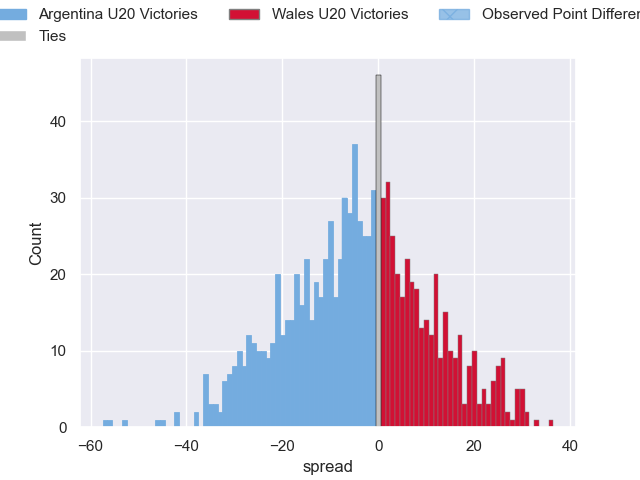 Argentina U20 Victories
Wales U20 Victories
Observed Point
Ties
40
30
20
10
0
Count
−60
−40
−20
0
20
40
spread